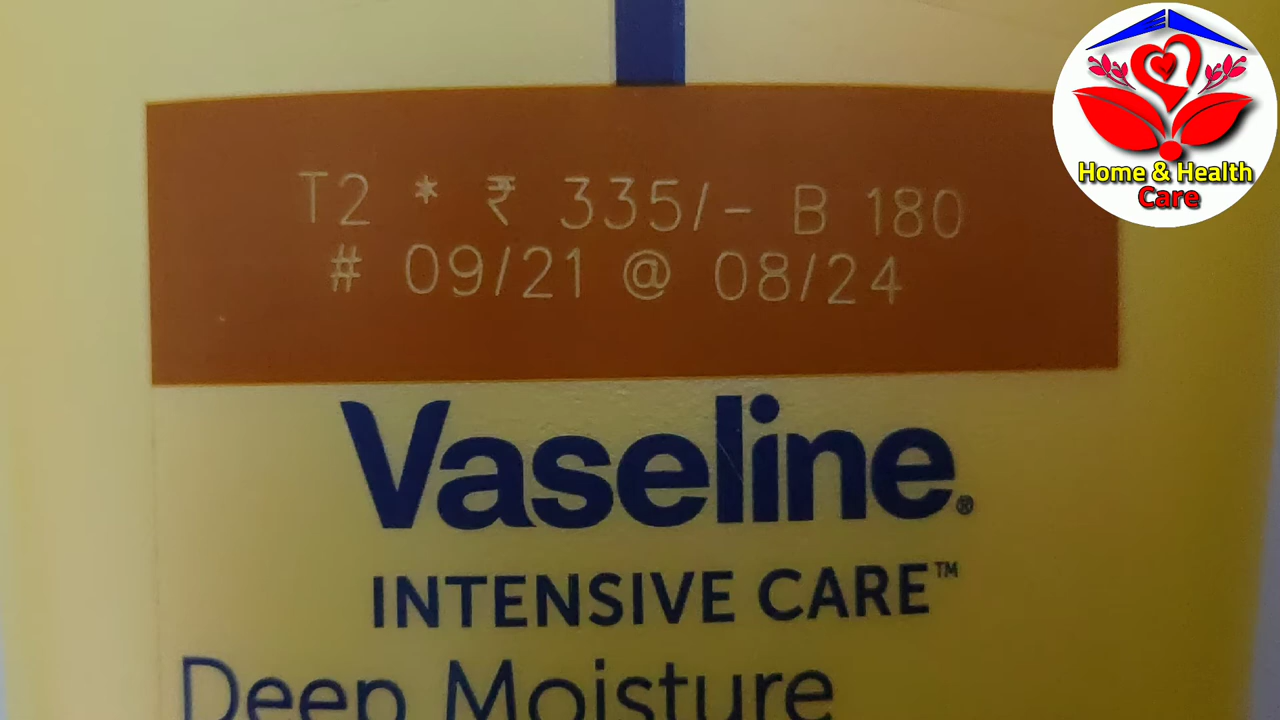 T2 * ₹ 335/- B 180
# 09/21 @ 08/24
Vaseline®
INTENSIVE CARE™
Deep Moisture
Home & Health
Care